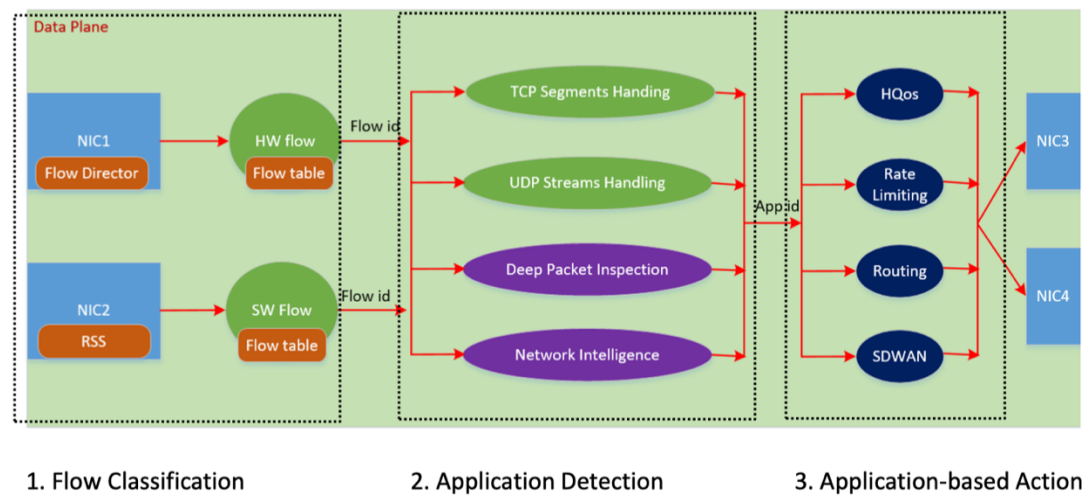 Data Plane
NIC1
Flow Director
HW flow
Flow table
Flow id
NIC2
RSS
SW Flow
Flow table
Flow id
TCP Segments Handing
UDP Streams Handling
Deep Packet Inspection
Network Intelligence
App id
HQos
Rate
Limiting
Routing
SDWAN
NIC3
NIC4
1. Flow Classification
2. Application Detection
3. Application-based Action